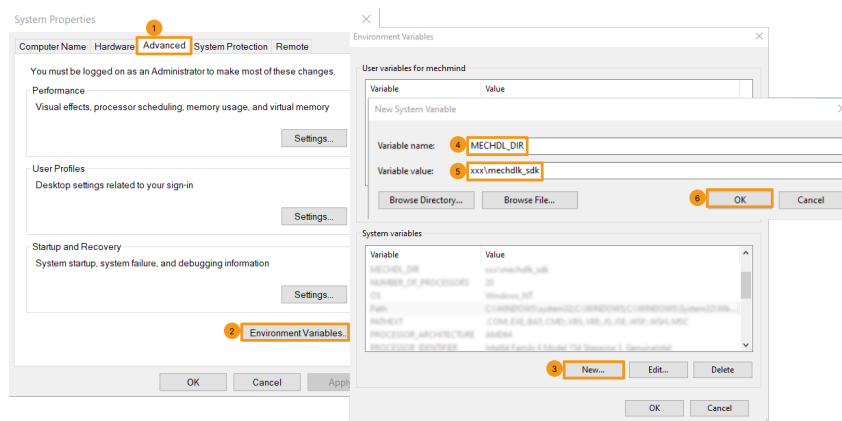 System Properties
1
Computer Name Hardware Advanced System Protection Remote
You must be logged on as an Administrator to make most of these changes.
Performance
Visual effects, processor scheduling, memory usage, and virtual memory
Settings...
User Profiles
Desktop settings related to your sign-in
Settings...
Startup and Recovery
System startup, system failure, and debugging information
Settings...
2 Environment Variables..
OK Cancel Apply
Environment Variables
User variables for mechmind
Variable Value
New System Variable
Variable name: 4 MECHDL_DIR
Variable value: 5 xxx\mechdlk_sdk
Browse Directory... Browse File... 6 OK Cancel
System variables
Variable Value
MECHDL_DIR xxx\mechdlk_sdk
NUMBER_OF_PROCESSORS 20
OS Windows_NT
Path
PATHEXT .COM;.EXE;.BAT;.CMD;.VBS;.VBE;.JS;.JSE;.WSF;.WSH;.MSC
PROCESSOR_ARCHITECTURE AMD64
PROCESSOR_IDENTIFIER
3 New... Edit... Delete
OK Cancel